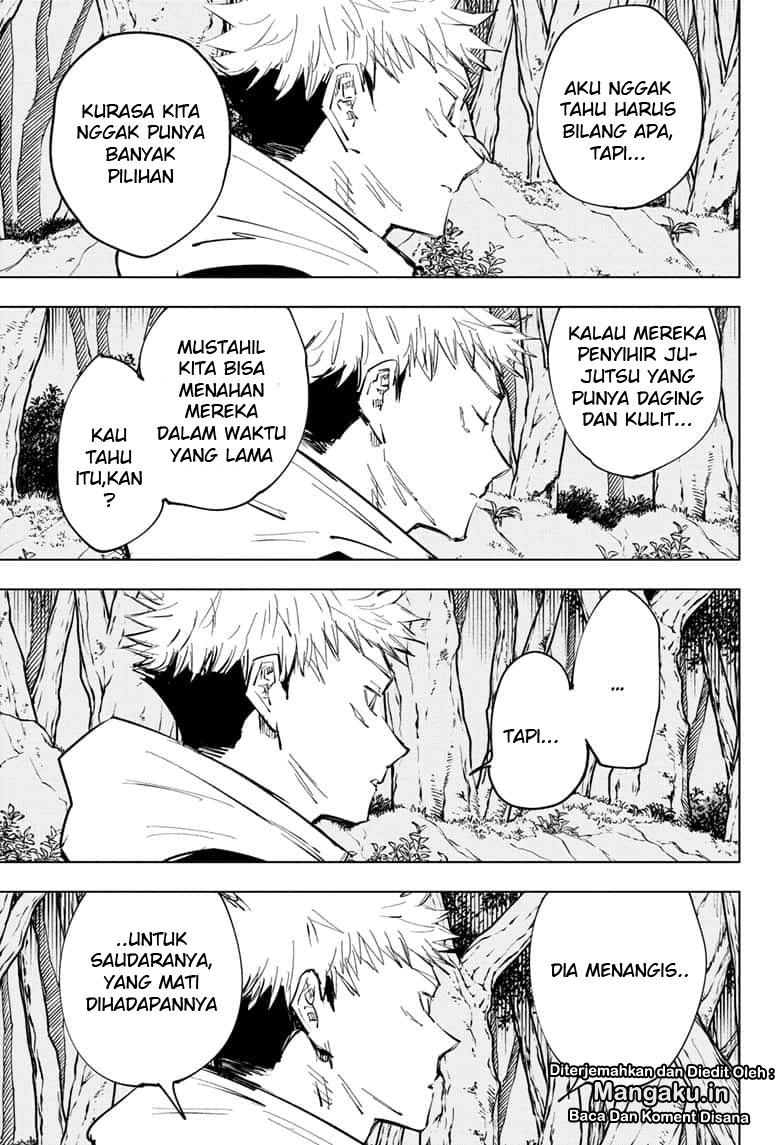 AKU NGGAK
TAHU HARUS
BILANG APA,
TAPI...
KURASA KITA
NGGAK PUNYA
BANYAK
PILIHAN
KALAU MEREKA
PENYIHIR JU-
JUTSU YANG
PUNYA DAGING
DAN KULIT...
MUSTAHIL
KITA BISA
MENAHAN
MEREKA
DALAM WAKTU
YANG LAMA
KAU
TAHU
ITU,KAN
?
...
TAPI...
DIA MENANGIS..
..UNTUK
SAUDARANYA,
YANG MATI
DIHADAPANNYA
Diterjemahkan dan Diedit Oleh :
Mangaku.in
Baca Dan Koment Disana